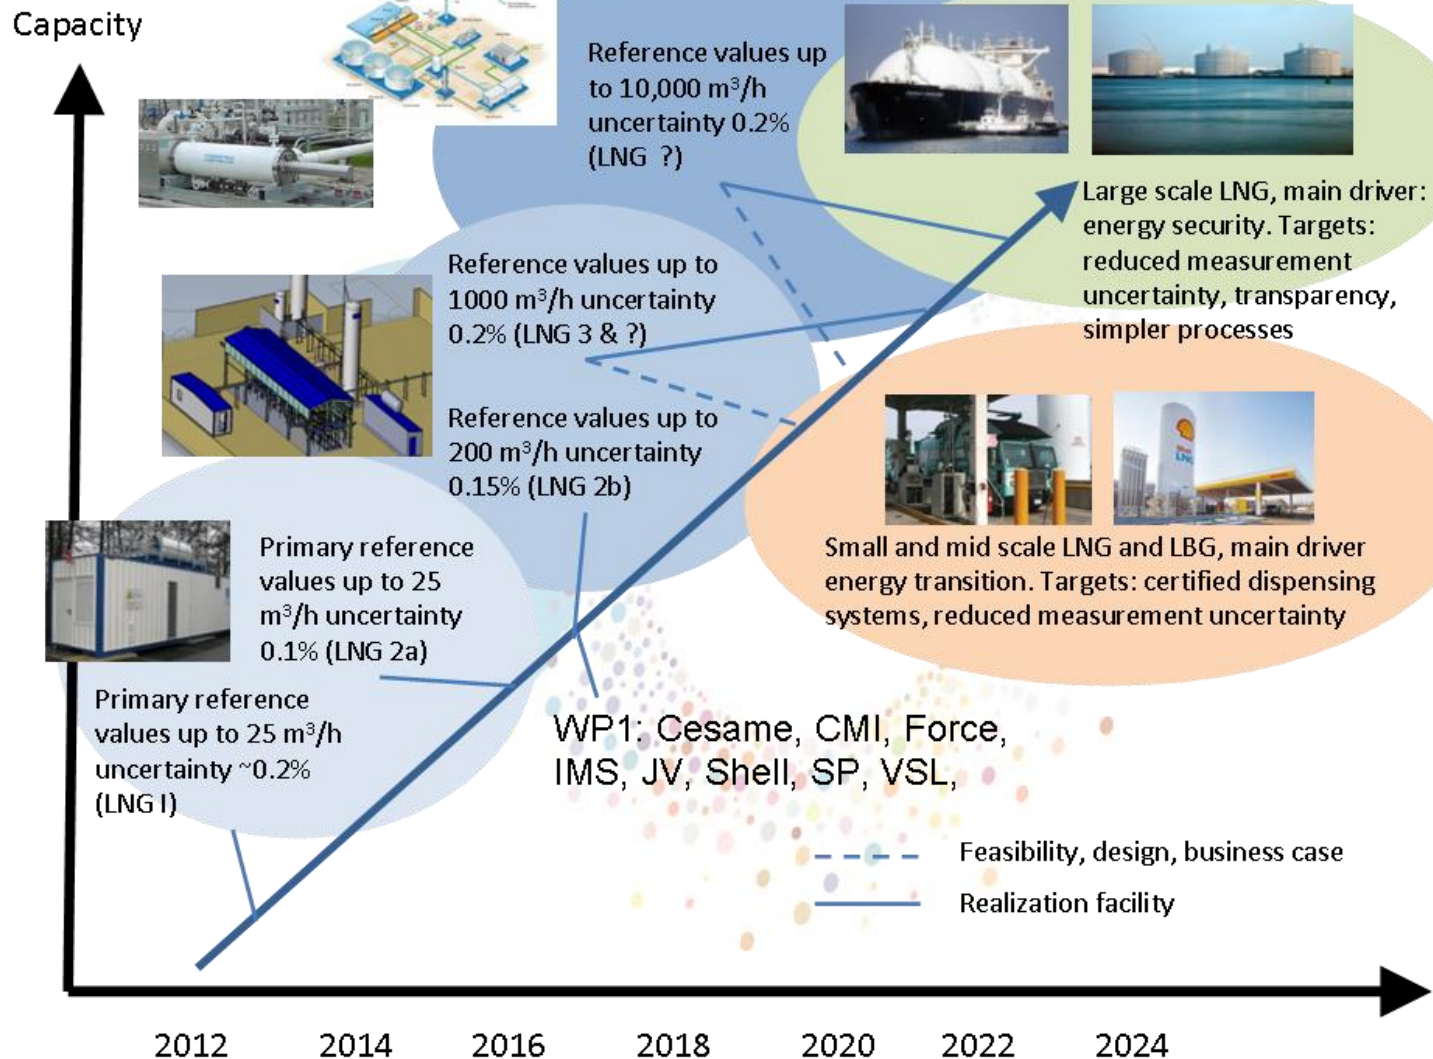 Capacity
Reference values up
to 10,000 m³/h
uncertainty 0.2%
(LNG ?)
Large scale LNG, main driver:
energy security. Targets:
reduced measurement
uncertainty, transparency,
simpler processes
Reference values up to
1000 m³/h uncertainty
0.2% (LNG 3 & ?)
Reference values up to
200 m³/h uncertainty
0.15% (LNG 2b)
LNG
Small and mid scale LNG and LBG, main driver
energy transition. Targets: certified dispensing
systems, reduced measurement uncertainty
Primary reference
values up to 25
m³/h uncertainty
0.1% (LNG 2a)
Primary reference
values up to 25 m³/h
uncertainty ~0.2%
(LNG I)
WP1: Cesame, CMI, Force,
IMS, JV, Shell, SP, VSL,
Feasibility, design, business case
Realization facility
2012 2014 2016 2018 2020 2022 2024